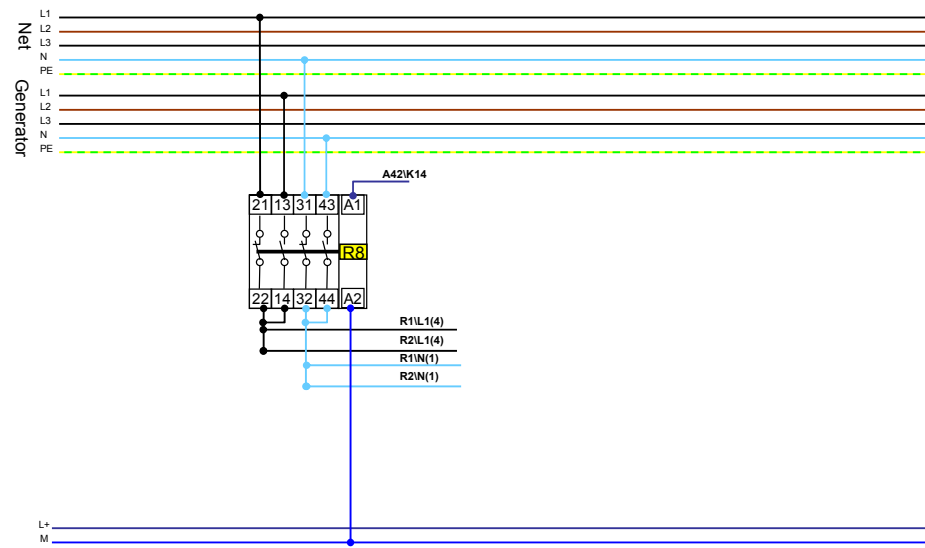 Net
L1
L2
L3
N
PE
Generator
L1
L2
L3
N
PE
A42\K14
21 13 31 43 A1
R8
22 14 32 44 A2
R1\L1(4)
R2\L1(4)
R1\N(1)
R2\N(1)
L+
M